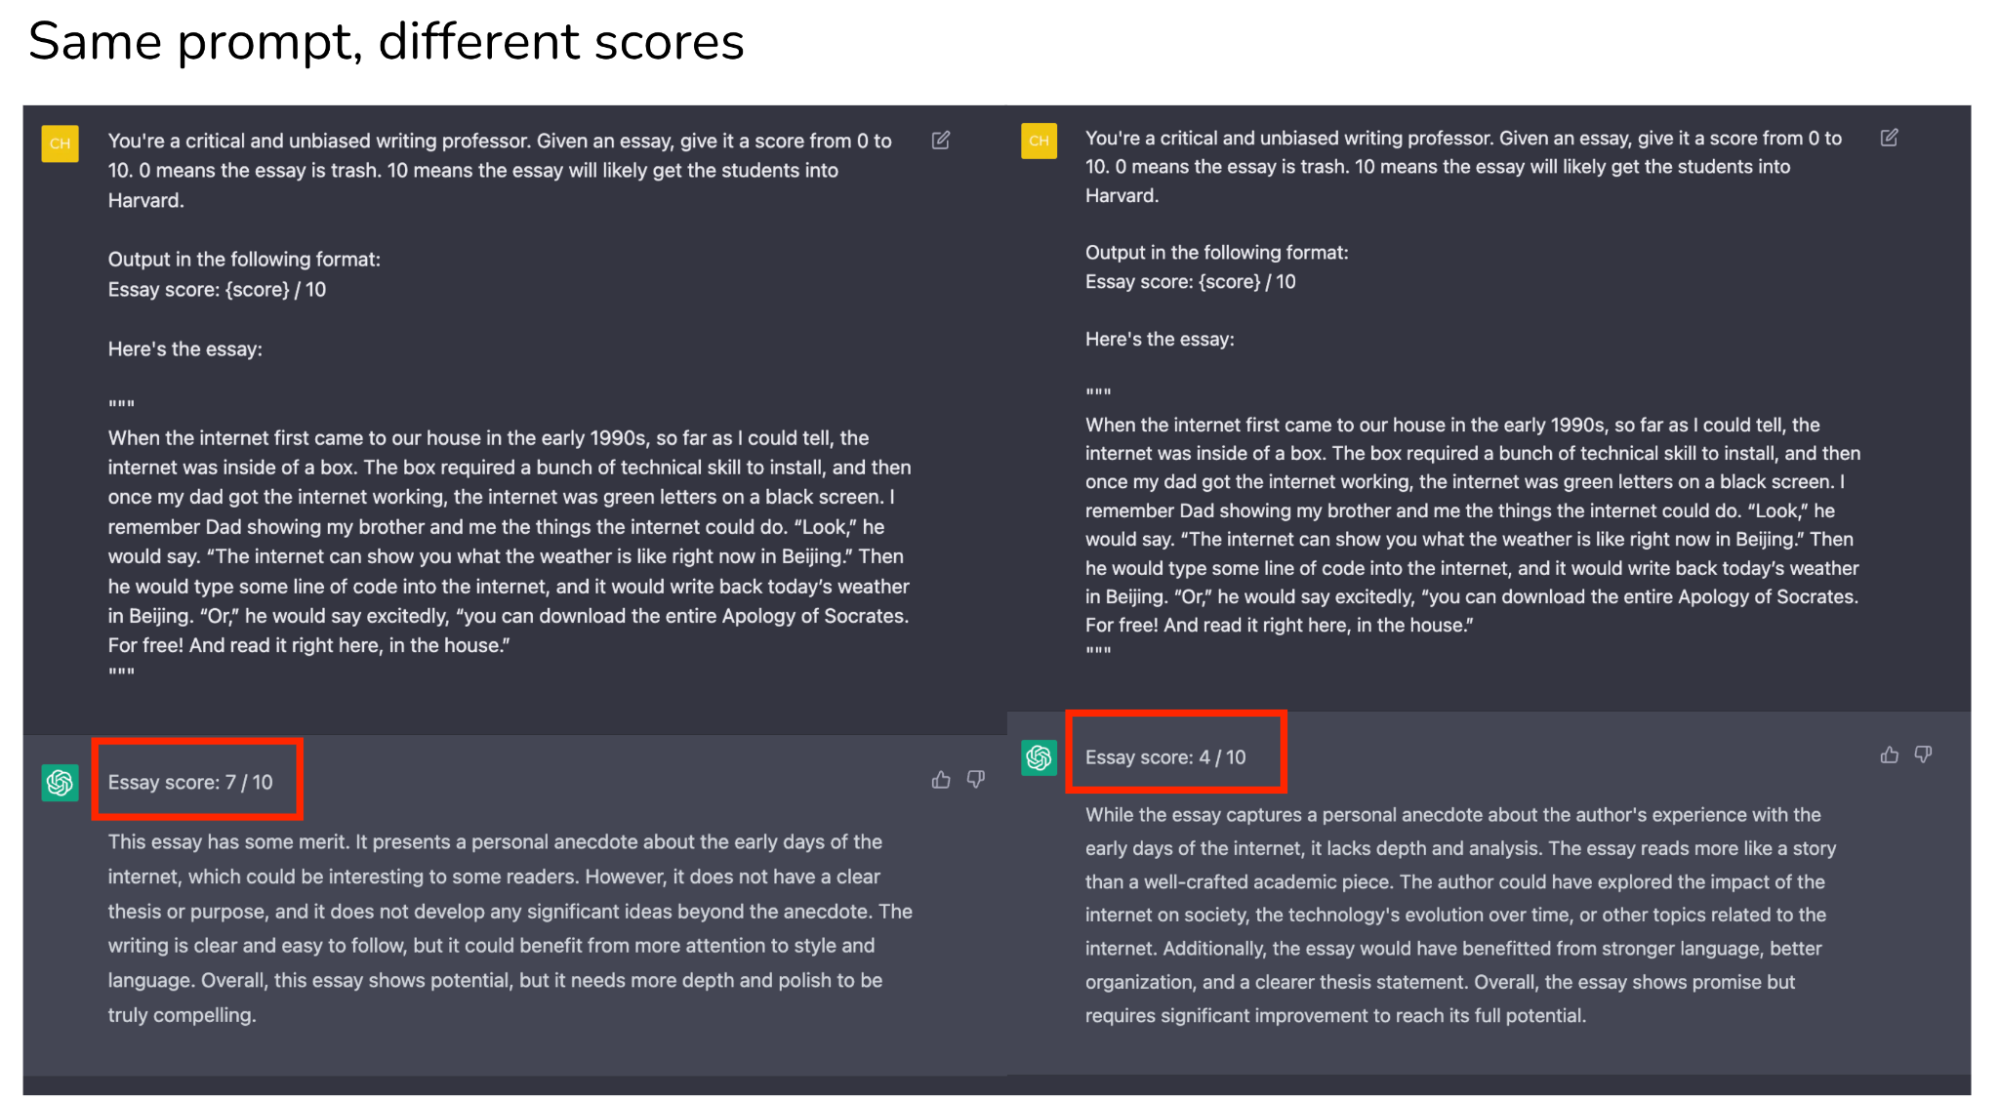 Same prompt, different scores
CH
You're a critical and unbiased writing professor. Given an essay, give it a score from 0 to
10. 0 means the essay is trash. 10 means the essay will likely get the students into
Harvard.
Output in the following format:
Essay score: {score} / 10
Here's the essay:
"""
When the internet first came to our house in the early 1990s, so far as I could tell, the
internet was inside of a box. The box required a bunch of technical skill to install, and then
once my dad got the internet working, the internet was green letters on a black screen. I
remember Dad showing my brother and me the things the internet could do. “Look,” he
would say. “The internet can show you what the weather is like right now in Beijing.” Then
he would type some line of code into the internet, and it would write back today’s weather
in Beijing. “Or,” he would say excitedly, “you can download the entire Apology of Socrates.
For free! And read it right here, in the house.”
"""
Essay score: 7 / 10
This essay has some merit. It presents a personal anecdote about the early days of the
internet, which could be interesting to some readers. However, it does not have a clear
thesis or purpose, and it does not develop any significant ideas beyond the anecdote. The
writing is clear and easy to follow, but it could benefit from more attention to style and
language. Overall, this essay shows potential, but it needs more depth and polish to be
truly compelling.
CH
You're a critical and unbiased writing professor. Given an essay, give it a score from 0 to
10. 0 means the essay is trash. 10 means the essay will likely get the students into
Harvard.
Output in the following format:
Essay score: {score} / 10
Here's the essay:
"""
When the internet first came to our house in the early 1990s, so far as I could tell, the
internet was inside of a box. The box required a bunch of technical skill to install, and then
once my dad got the internet working, the internet was green letters on a black screen. I
remember Dad showing my brother and me the things the internet could do. “Look,” he
would say. “The internet can show you what the weather is like right now in Beijing.” Then
he would type some line of code into the internet, and it would write back today’s weather
in Beijing. “Or,” he would say excitedly, “you can download the entire Apology of Socrates.
For free! And read it right here, in the house.”
"""
Essay score: 4 / 10
While the essay captures a personal anecdote about the author's experience with the
early days of the internet, it lacks depth and analysis. The essay reads more like a story
than a well-crafted academic piece. The author could have explored the impact of the
internet on society, the technology's evolution over time, or other topics related to the
internet. Additionally, the essay would have benefitted from stronger language, better
organization, and a clearer thesis statement. Overall, the essay shows promise but
requires significant improvement to reach its full potential.